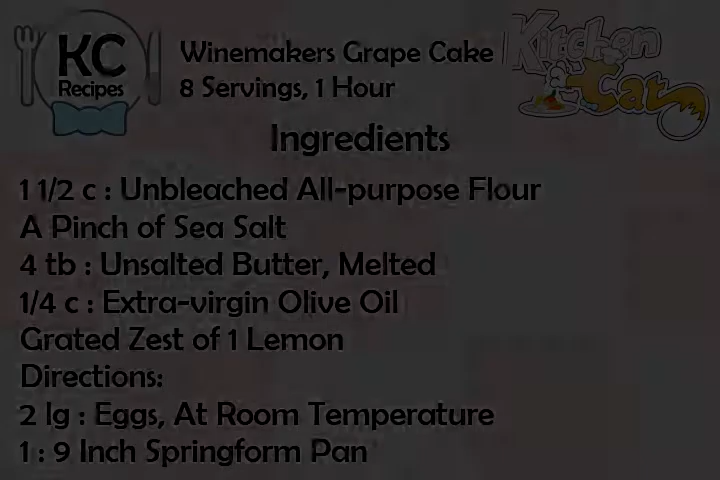 KC
Recipes
Winemakers Grape Cake
8 Servings, 1 Hour
Kitchen
Cat
Ingredients
1 1/2 c : Unbleached All-purpose Flour
A Pinch of Sea Salt
4 tb : Unsalted Butter, Melted
1/4 c : Extra-virgin Olive Oil
Grated Zest of 1 Lemon
Directions:
2 lg : Eggs, At Room Temperature
1 : 9 Inch Springform Pan